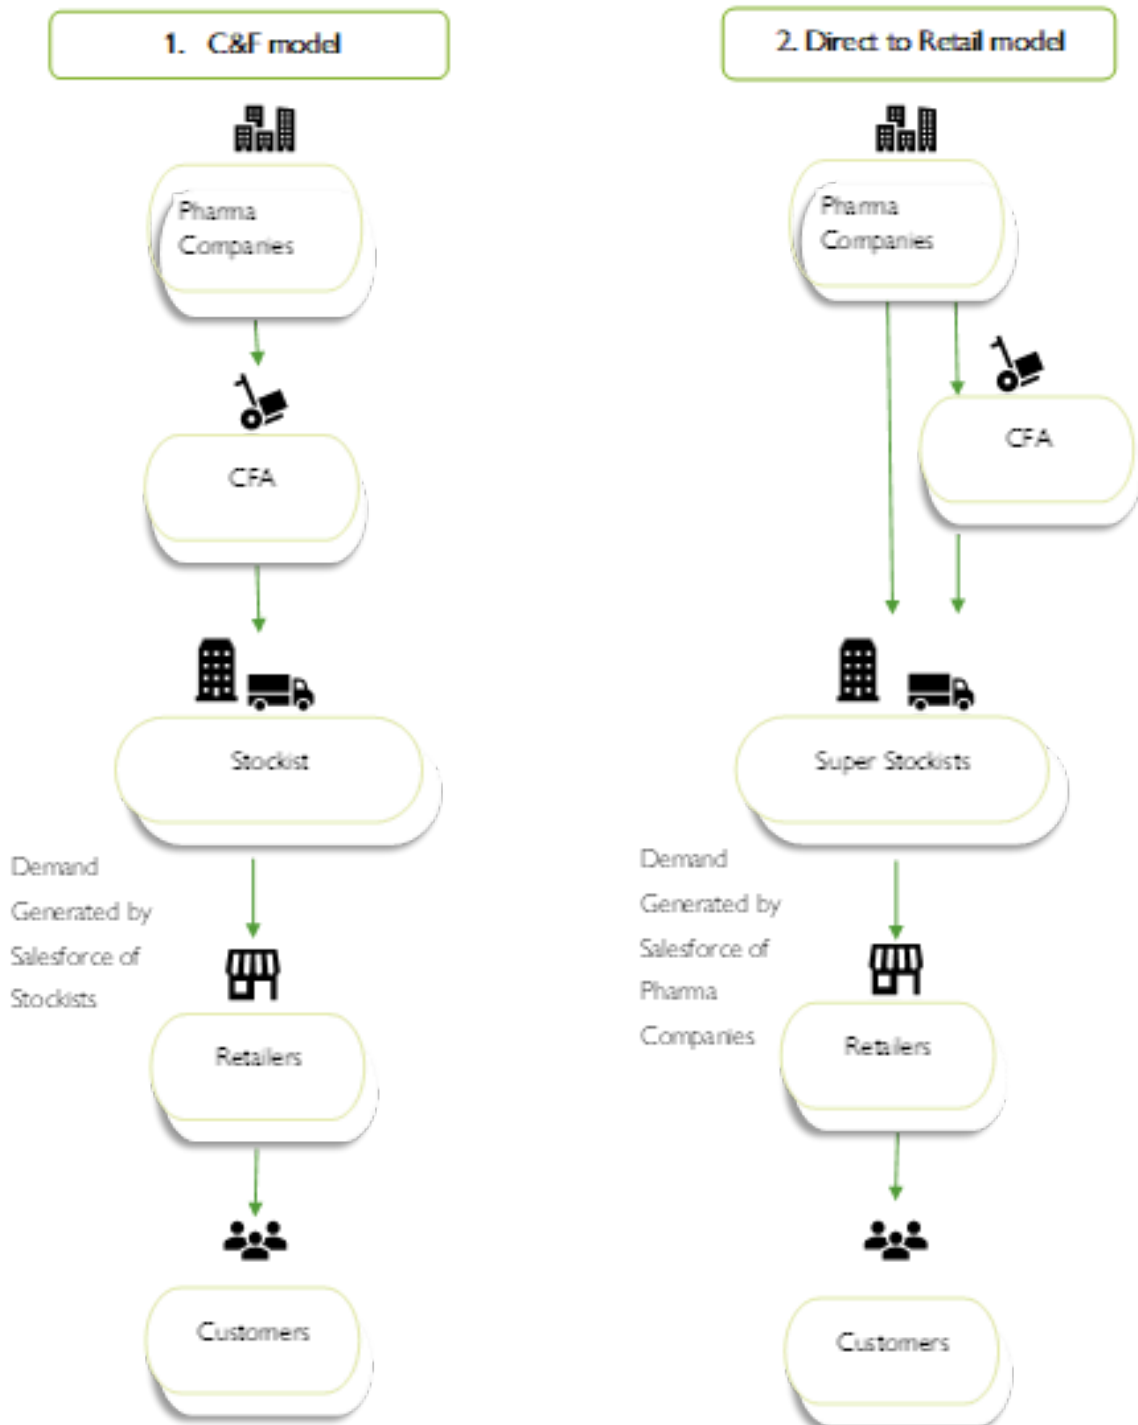 1. C&F model
Pharma
Companies
CFA
Stockist
Demand
Generated by
Salesforce of
Stockists
Retailers
Customers
2. Direct to Retail model
Pharma
Companies
CFA
Super Stockists
Demand
Generated by
Salesforce of
Pharma
Companies
Retailers
Customers